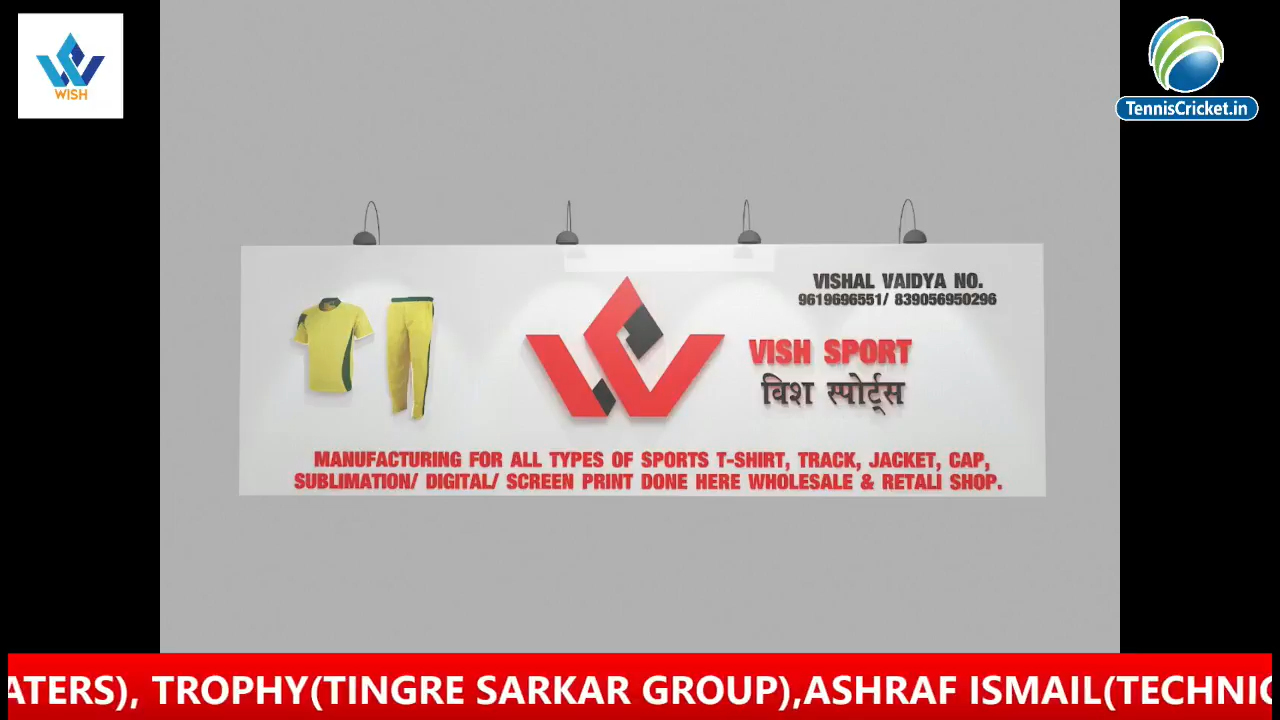 WISH
TennisCricket.in
VISHAL VAIDYA NO.
9619696551/ 839056950296
VISH SPORT
विश स्पोर्ट्स
MANUFACTURING FOR ALL TYPES OF SPORTS T-SHIRT, TRACK, JACKET, CAP,
SUBLIMATION/ DIGITAL/ SCREEN PRINT DONE HERE WHOLESALE & RETALI SHOP.
ATERS), TROPHY(TINGRE SARKAR GROUP),ASHRAF ISMAIL(TECHNIC